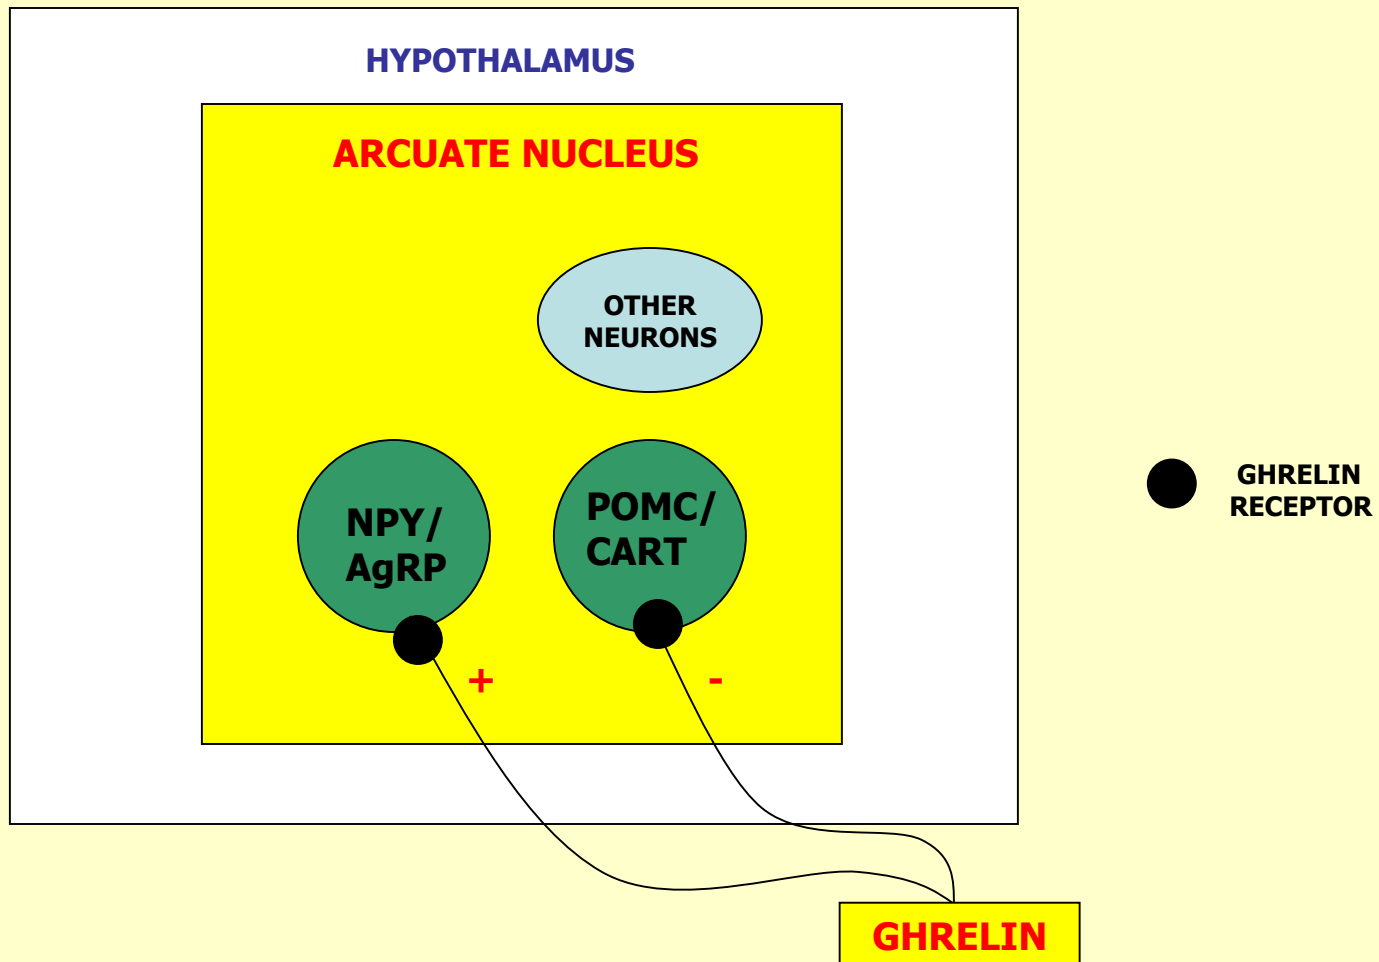 HYPOTHALAMUS
ARCUATE NUCLEUS
OTHER
NEURONS
NPY/
AgRP
POMC/
CART
GHRELIN
RECEPTOR
+
-
GHRELIN